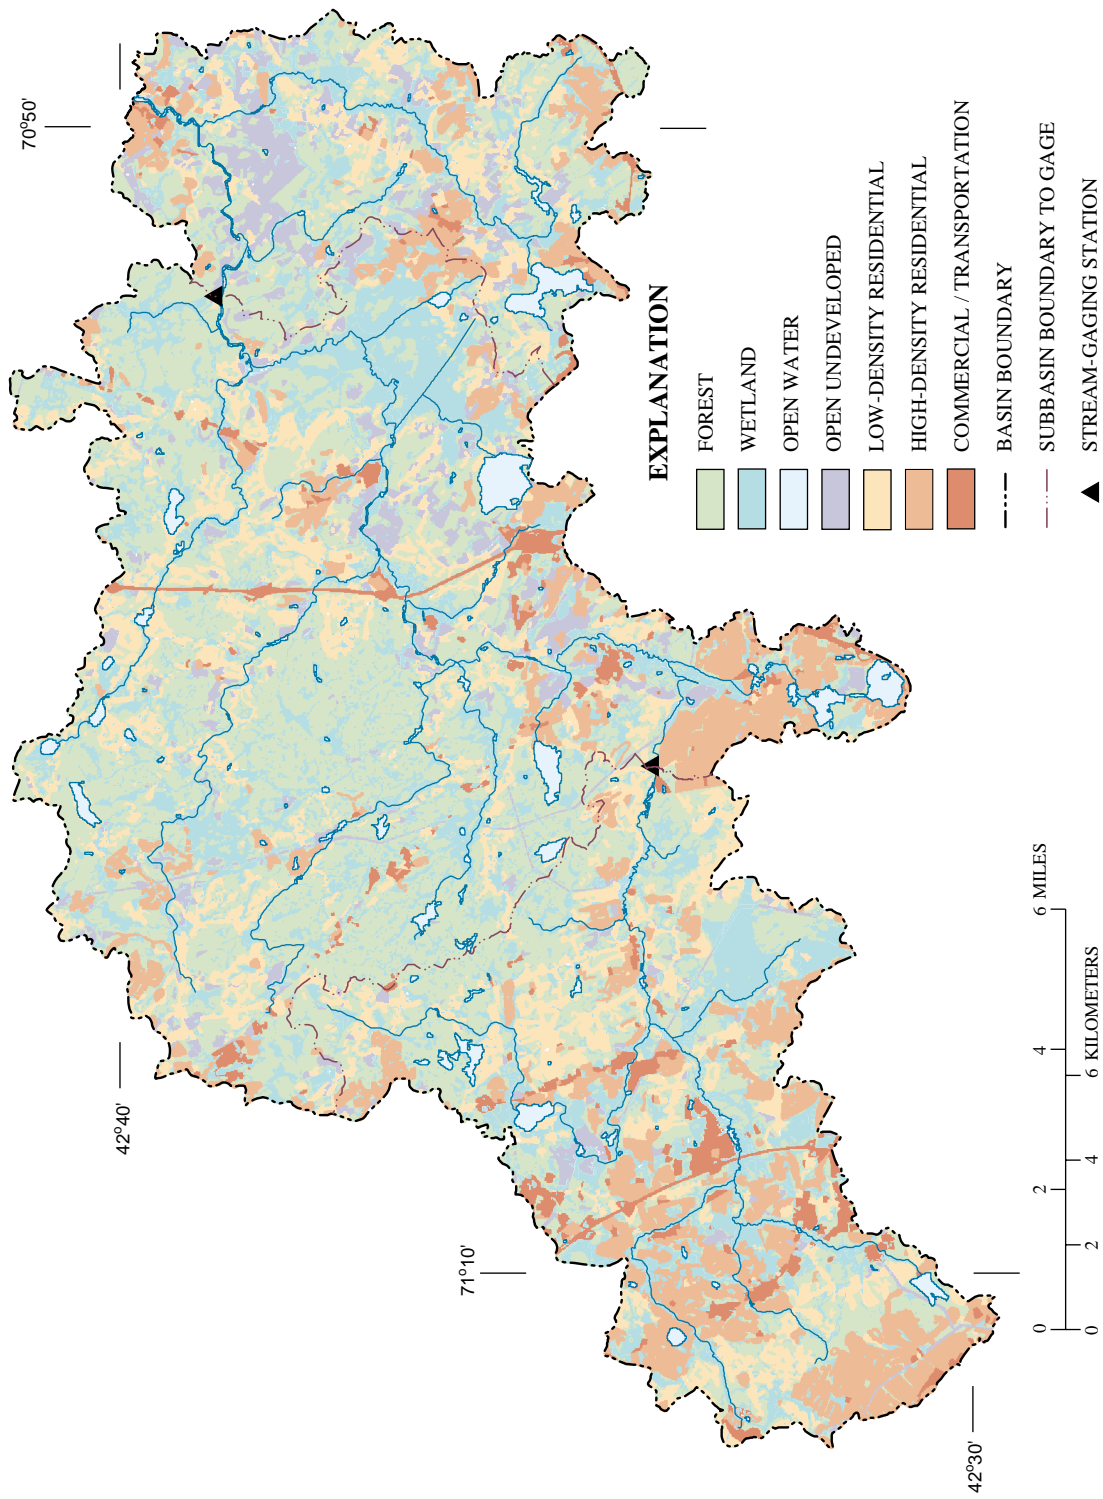 70°50'
42°40'
71°10'
42°30'
EXPLANATION
FOREST
WETLAND
OPEN WATER
OPEN UNDEVELOPED
LOW-DENSITY RESIDENTIAL
HIGH-DENSITY RESIDENTIAL
COMMERCIAL / TRANSPORTATION
BASIN BOUNDARY
SUBBASIN BOUNDARY TO GAGE
STREAM-GAGING STATION
0 2 4 6 MILES
0 2 4 6 KILOMETERS